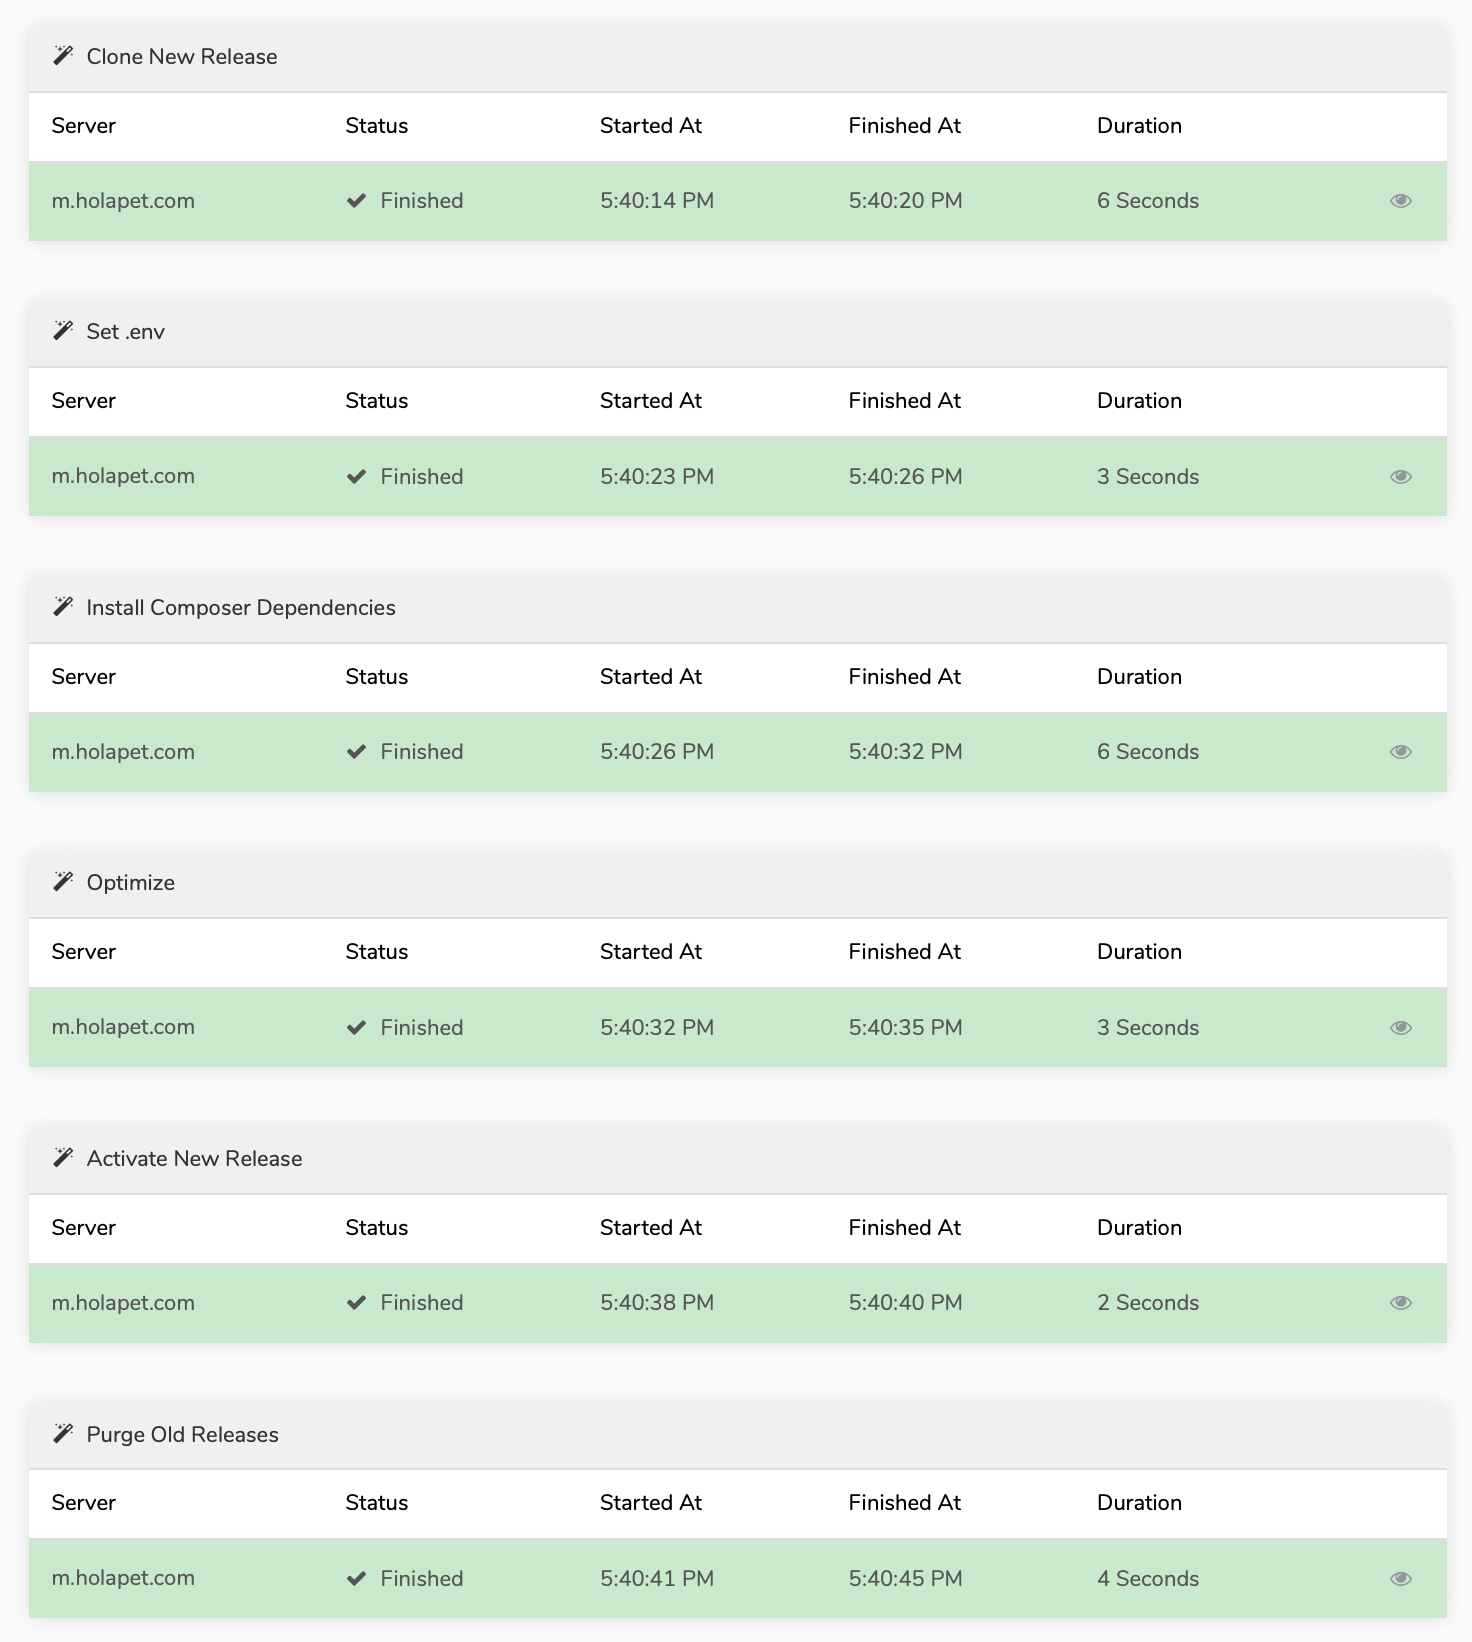 Clone New Release
Server Status Started At Finished At Duration
m.holapet.com Finished 5:40:14 PM 5:40:20 PM 6 Seconds
Set .env
Server Status Started At Finished At Duration
m.holapet.com Finished 5:40:23 PM 5:40:26 PM 3 Seconds
Install Composer Dependencies
Server Status Started At Finished At Duration
m.holapet.com Finished 5:40:26 PM 5:40:32 PM 6 Seconds
Optimize
Server Status Started At Finished At Duration
m.holapet.com Finished 5:40:32 PM 5:40:35 PM 3 Seconds
Activate New Release
Server Status Started At Finished At Duration
m.holapet.com Finished 5:40:38 PM 5:40:40 PM 2 Seconds
Purge Old Releases
Server Status Started At Finished At Duration
m.holapet.com Finished 5:40:41 PM 5:40:45 PM 4 Seconds